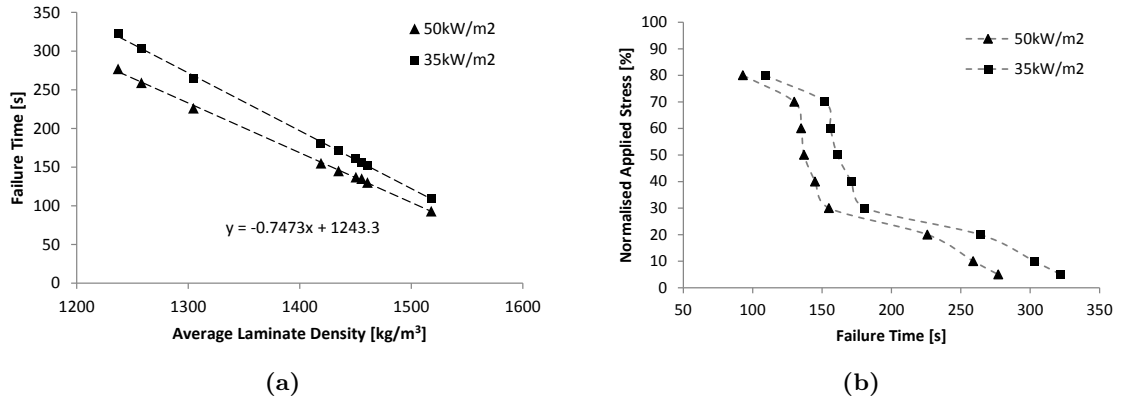 350
300
250
200
150
100
50
0
1200
1300
1400
1500
1600
Failure Time [s]
Average Laminate Density [kg/m³]
50kW/m2
35kW/m2
y = -0.7473x + 1243.3
(a)
100
90
80
70
60
50
40
30
20
10
0
50
100
150
200
250
300
350
Normalised Applied Stress [%]
Failure Time [s]
50kW/m2
35kW/m2
(b)